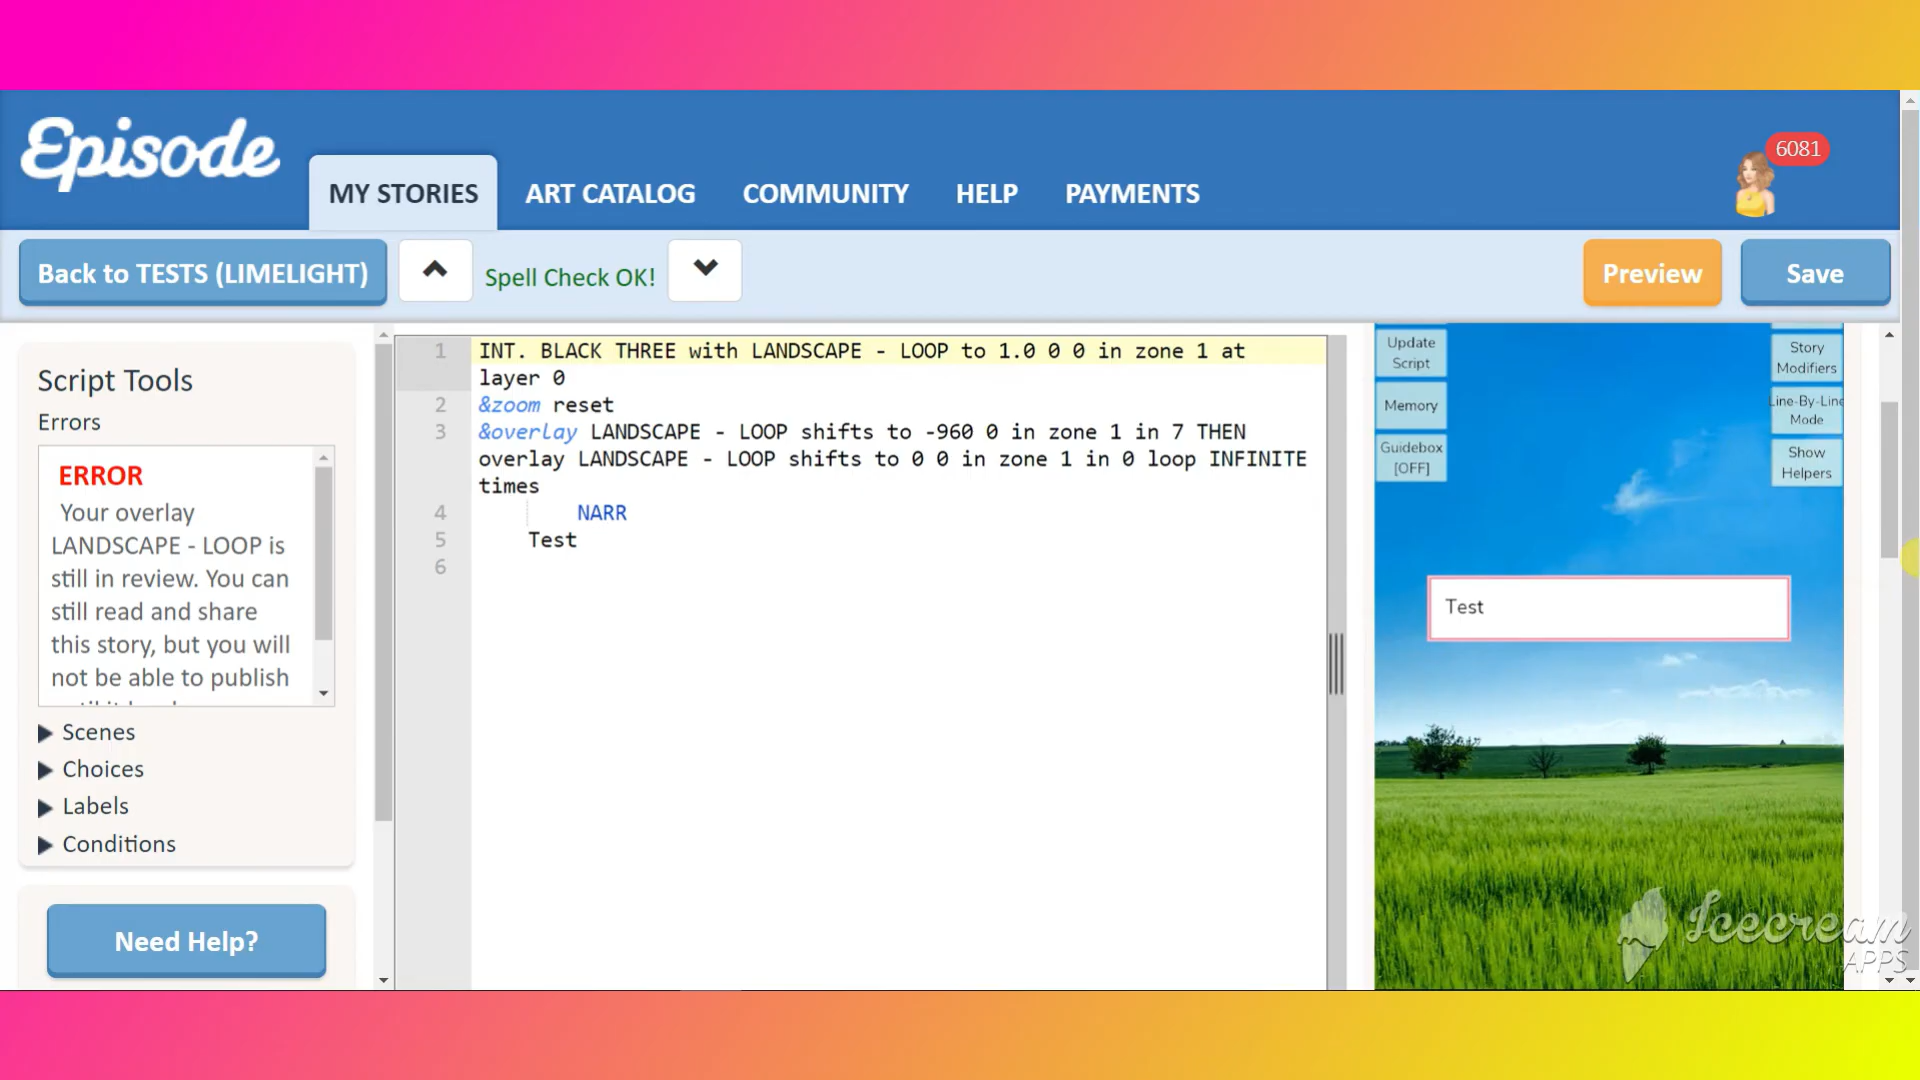 Episode
MY STORIES
ART CATALOG
COMMUNITY
HELP
PAYMENTS
6081
Back to TESTS (LIMELIGHT)
Spell Check OK!
Preview
Save
Script Tools
Errors
ERROR
Your overlay
LANDSCAPE - LOOP is
still in review. You can
still read and share
this story, but you will
not be able to publish
Scenes
Choices
Labels
Conditions
Need Help?
1 INT. BLACK THREE with LANDSCAPE - LOOP to 1.0 0 0 in zone 1 at
layer 0
2 &zoom reset
3 &overlay LANDSCAPE - LOOP shifts to -960 0 in zone 1 in 7 THEN
overlay LANDSCAPE - LOOP shifts to 0 0 in zone 1 in 0 loop INFINITE
times
4 NARR
5 Test
6
Update
Script
Memory
Guidebox
[OFF]
Story
Modifiers
Line-By-Line
Mode
Show
Helpers
Test
Icecream
APPS